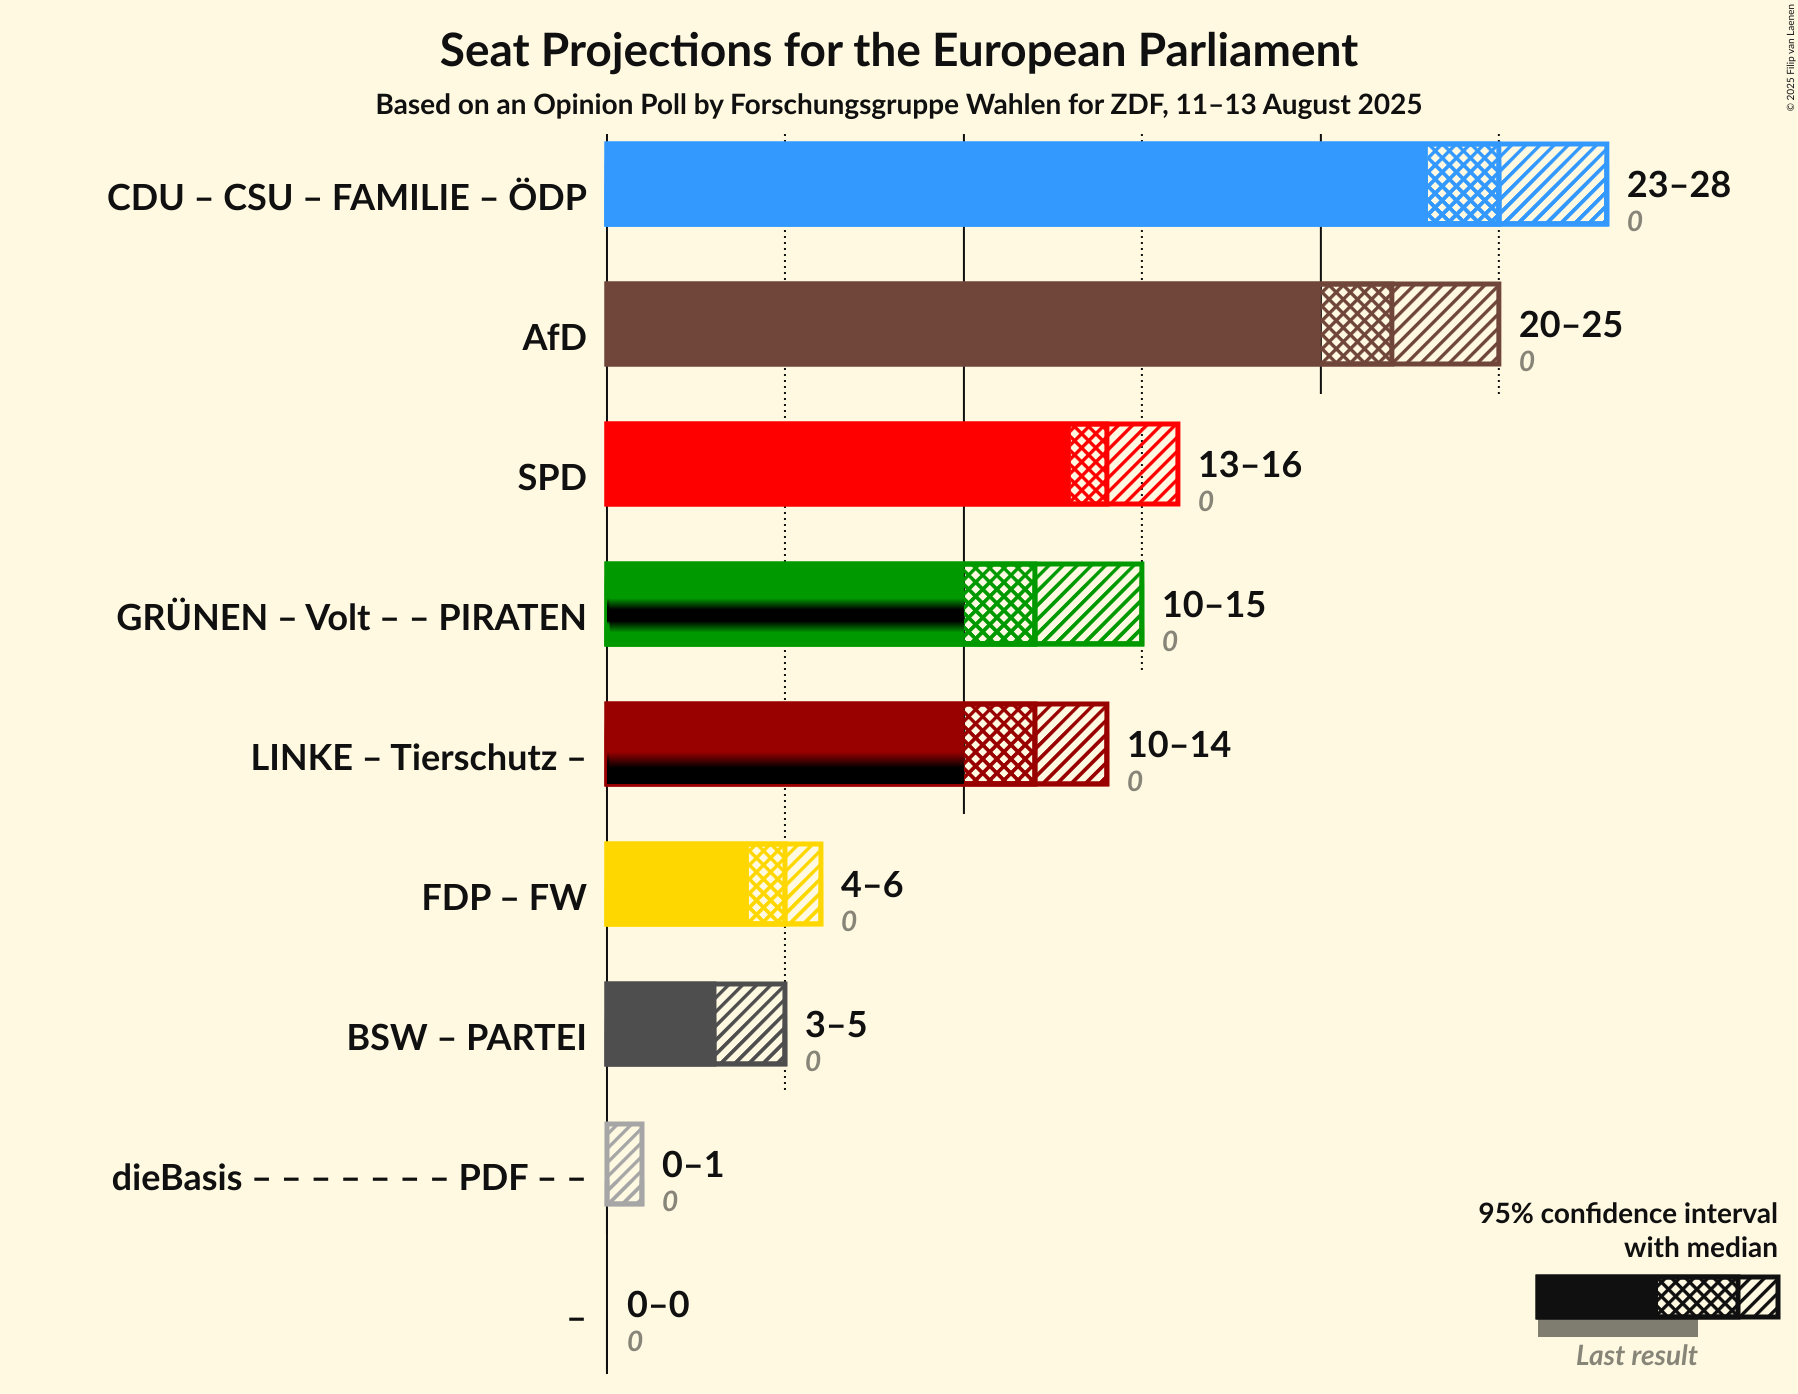 Seat Projections for the European Parliament
Based on an Opinion Poll by Forschungsgruppe Wahlen for ZDF, 11–13 August 2025
© 2025 Filip van Laenen
CDU – CSU – FAMILIE – ÖDP
23–28
0
AfD
20–25
0
SPD
13–16
0
GRÜNEN – Volt – – PIRATEN
10–15
0
LINKE – Tierschutz –
10–14
0
FDP – FW
4–6
0
BSW – PARTEI
3–5
0
dieBasis – – – – – – – PDF – –
0–1
0
–
0–0
0
95% confidence interval
with median
Last result